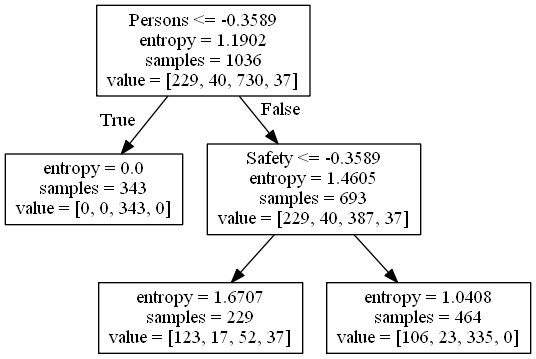 Persons <= -0.3589
entropy = 1.1902
samples = 1036
value = [229, 40, 730, 37]
True
False
entropy = 0.0
samples = 343
value = [0, 0, 343, 0]
Safety <= -0.3589
entropy = 1.4605
samples = 693
value = [229, 40, 387, 37]
entropy = 1.6707
samples = 229
value = [123, 17, 52, 37]
entropy = 1.0408
samples = 464
value = [106, 23, 335, 0]